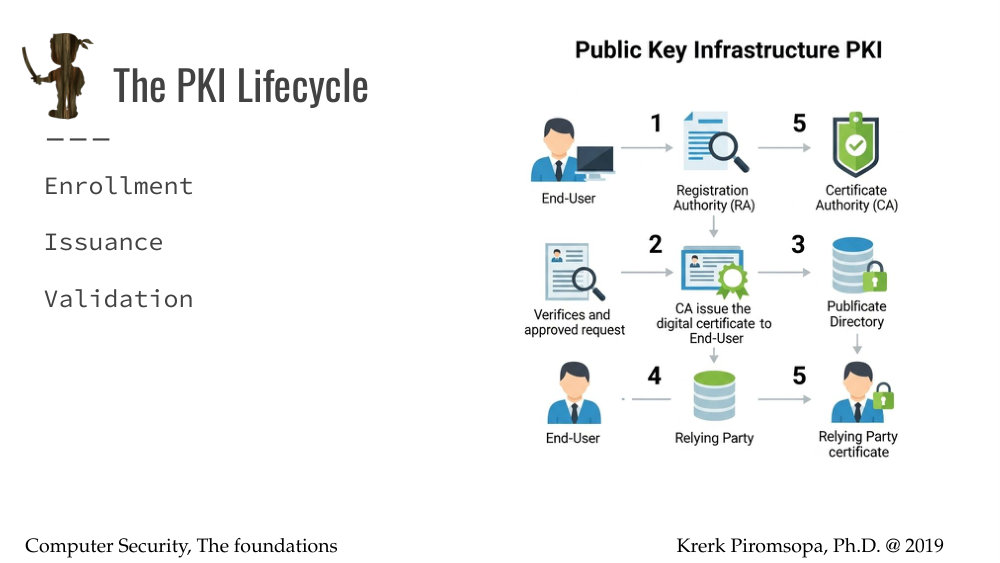 The PKI Lifecycle
Enrollment
Issuance
Validation
Public Key Infrastructure PKI
1
5
End-User
Registration
Authority (RA)
Certificate
Authority (CA)
2
3
Verifices and
approved request
CA issue the
digital certificate to
End-User
Publficate
Directory
4
5
End-User
Relying Party
Relying Party
certificate
Computer Security, The foundations
Krerk Piromsopa, Ph.D. @ 2019